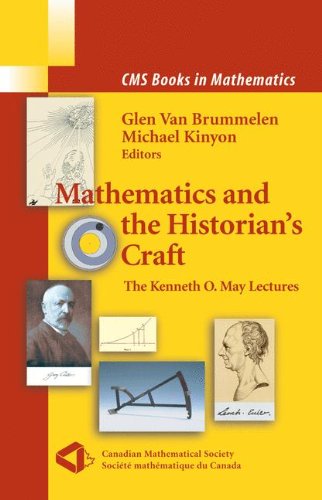 CMS Books in Mathematics
Glen Van Brummelen
Michael Kinyon
Editors
Mathematics and
the Historian's
Craft
The Kenneth O. May Lectures
Canadian Mathematical Society
Société mathématique du Canada